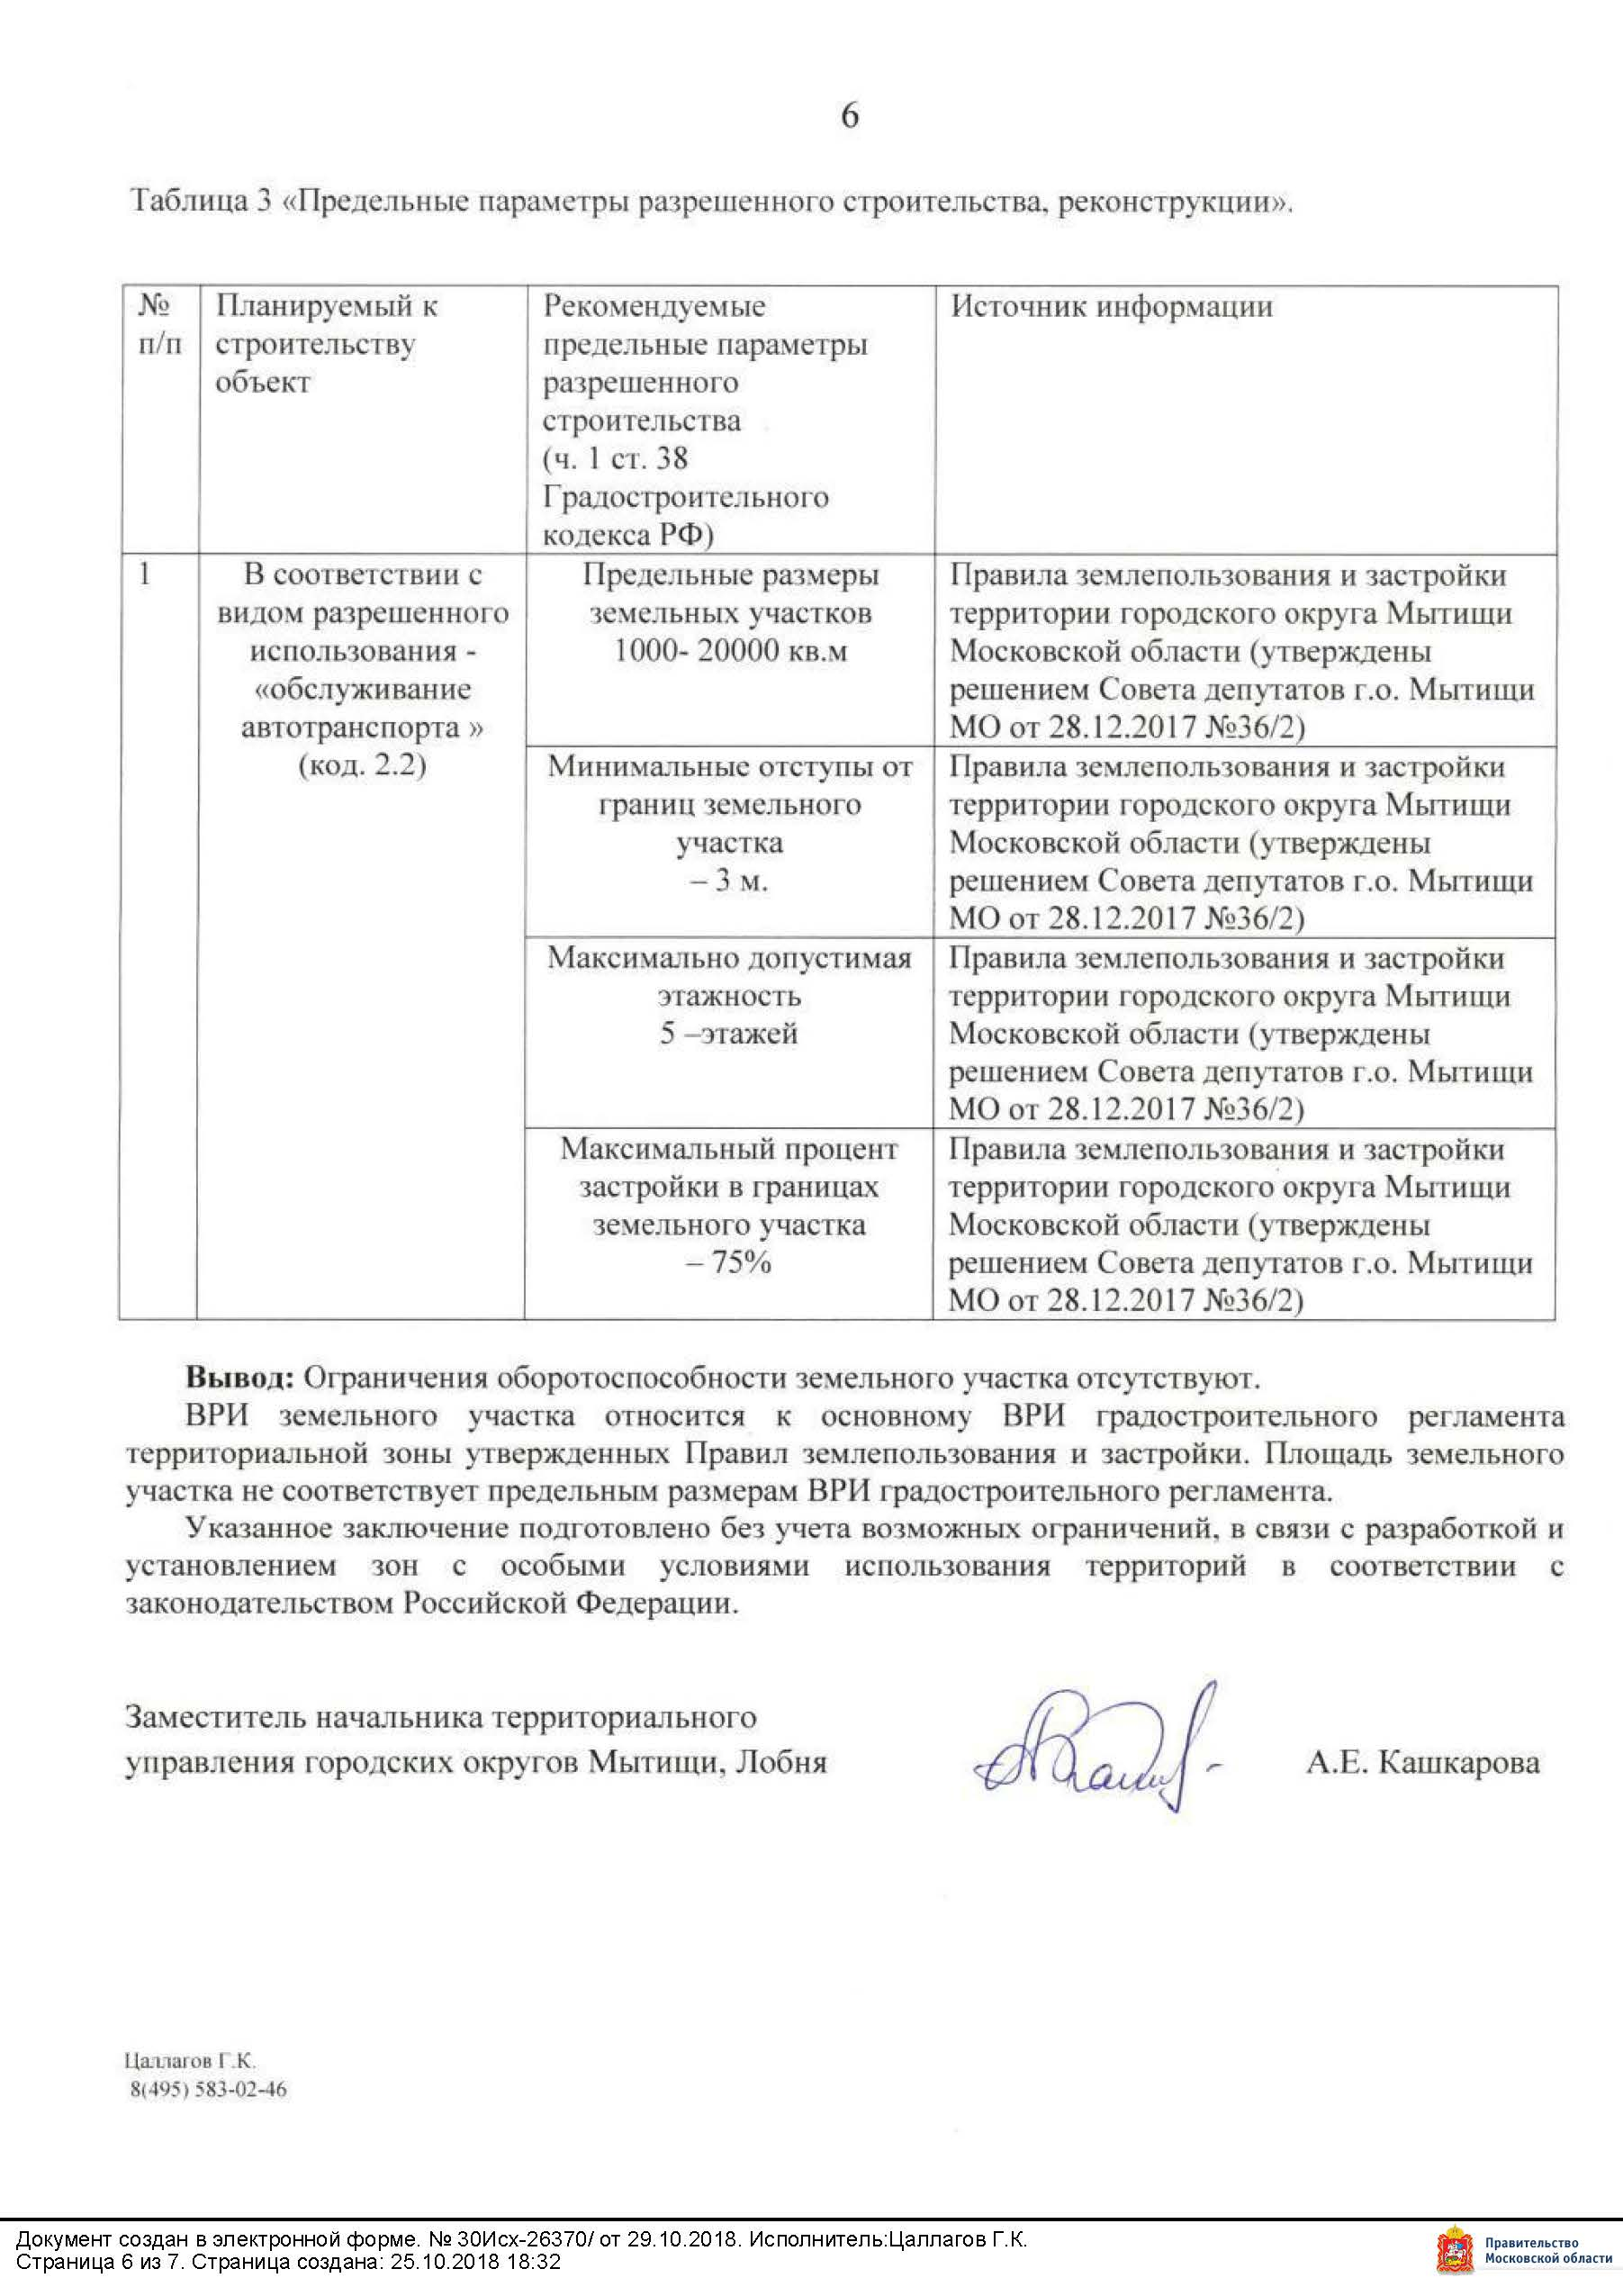 6
Таблица 3 «Предельные параметры разрешенного строительства, реконструкции».
№
п/п
Планируемый к
строительству
объект
Рекомендуемые
предельные параметры
разрешенного
строительства
(ч. 1 ст. 38
Градостроительного
кодекса РФ)
Источник информации
1
В соответствии с
видом разрешенного
использования -
«обслуживание
автотранспорта »
(код. 2.2)
Предельные размеры
земельных участков
1000- 20000 кв.м
Правила землепользования и застройки
территории городского округа Мытищи
Московской области (утверждены
решением Совета депутатов г.о. Мытищи
МО от 28.12.2017 №36/2)
Минимальные отступы от
границ земельного
участка
– 3 м.
Правила землепользования и застройки
территории городского округа Мытищи
Московской области (утверждены
решением Совета депутатов г.о. Мытищи
МО от 28.12.2017 №36/2)
Максимально допустимая
этажность
5 –этажей
Правила землепользования и застройки
территории городского округа Мытищи
Московской области (утверждены
решением Совета депутатов г.о. Мытищи
МО от 28.12.2017 №36/2)
Максимальный процент
застройки в границах
земельного участка
– 75%
Правила землепользования и застройки
территории городского округа Мытищи
Московской области (утверждены
решением Совета депутатов г.о. Мытищи
МО от 28.12.2017 №36/2)
Вывод: Ограничения оборотоспособности земельного участка отсутствуют.
ВРИ земельного участка относится к основному ВРИ градостроительного регламента
территориальной зоны утвержденных Правил землепользования и застройки. Площадь земельного
участка не соответствует предельным размерам ВРИ градостроительного регламента.
Указанное заключение подготовлено без учета возможных ограничений, в связи с разработкой и
установлением зон с особыми условиями использования территорий в соответствии с
законодательством Российской Федерации.
Заместитель начальника территориального
управления городских округов Мытищи, Лобня
А.Е. Кашкарова
Цаллагов Г.К.
8(495) 583-02-46
Документ создан в электронной форме. № 30Исх-26370/ от 29.10.2018. Исполнитель:Цаллагов Г.К.
Страница 6 из 7. Страница создана: 25.10.2018 18:32
Правительство
Московской области